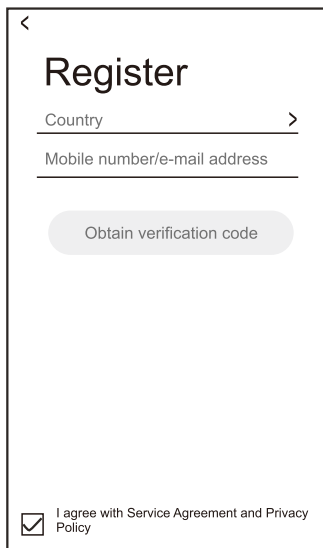 Register
Country
Mobile number/e-mail address
Obtain verification code
I agree with Service Agreement and Privacy
Policy